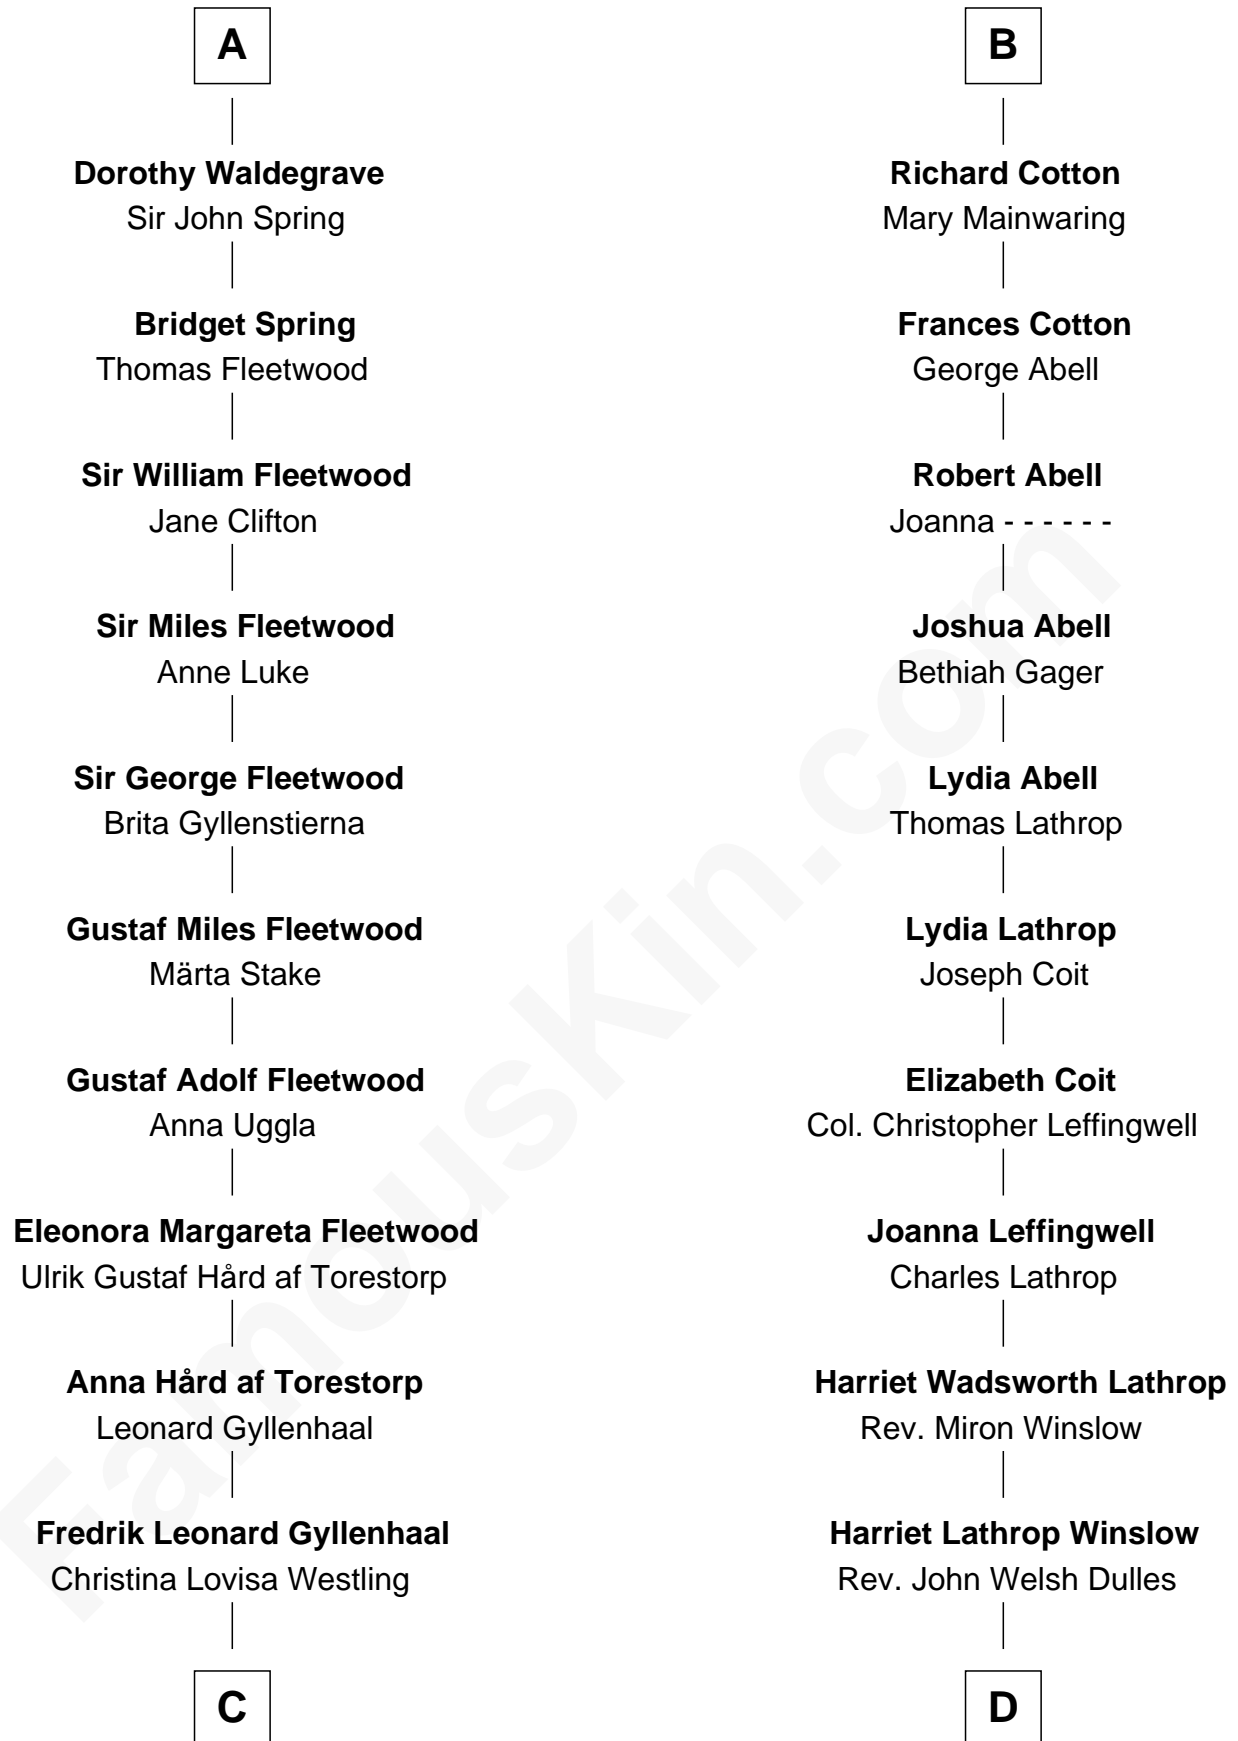 A
Dorothy Waldegrave
Sir John Spring
Bridget Spring
Thomas Fleetwood
Sir William Fleetwood
Jane Clifton
Sir Miles Fleetwood
Anne Luke
Sir George Fleetwood
Brita Gyllenstierna
Gustaf Miles Fleetwood
Märta Stake
Gustaf Adolf Fleetwood
Anna Uggla
Eleonora Margareta Fleetwood
Ulrik Gustaf Hård af Torestorp
Anna Hård af Torestorp
Leonard Gyllenhaal
Fredrik Leonard Gyllenhaal
Christina Lovisa Westling
C
B
Richard Cotton
Mary Mainwaring
Frances Cotton
George Abell
Robert Abell
Joanna - - - - - -
Joshua Abell
Bethiah Gager
Lydia Abell
Thomas Lathrop
Lydia Lathrop
Joseph Coit
Elizabeth Coit
Col. Christopher Leffingwell
Joanna Leffingwell
Charles Lathrop
Harriet Wadsworth Lathrop
Rev. Miron Winslow
Harriet Lathrop Winslow
Rev. John Welsh Dulles
D
FamousKin.com